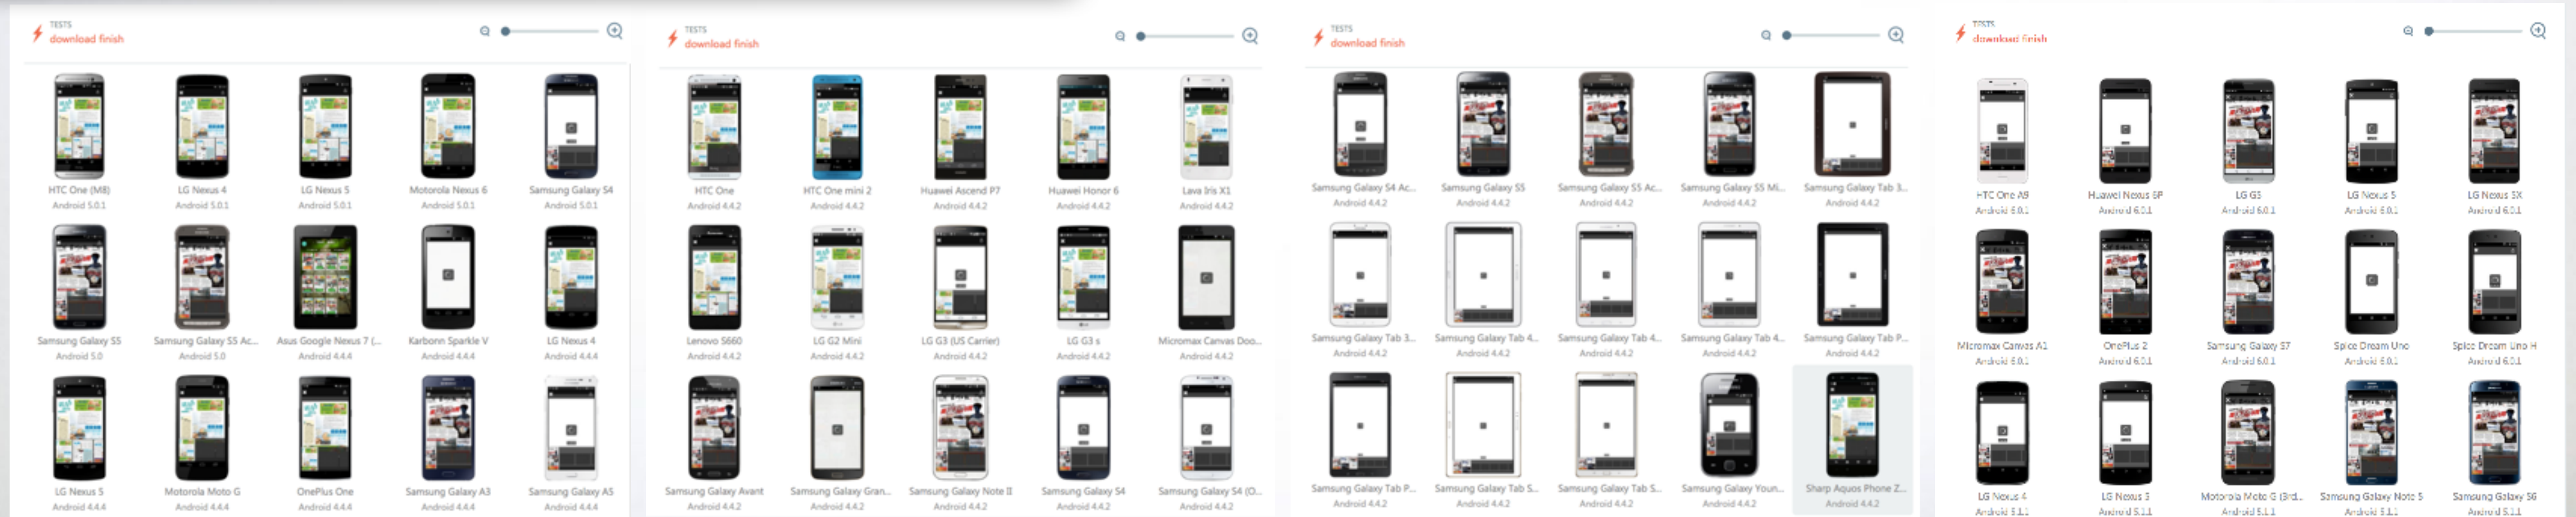 TESTS
download finish
HTC One (M8)
Android 5.0.1
LG Nexus 4
Android 5.0.1
LG Nexus 5
Android 5.0.1
Motorola Nexus 6
Android 5.0.1
Samsung Galaxy S4
Android 5.0.1
Samsung Galaxy S5
Android 5.0
Samsung Galaxy S5 Ac...
Android 5.0
Asus Google Nexus 7 (...
Android 4.4.4
Karbonn Sparkle V
Android 4.4.4
LG Nexus 4
Android 4.4.4
LG Nexus 5
Android 4.4.4
Motorola Moto G
Android 4.4.4
OnePlus One
Android 4.4.4
Samsung Galaxy A3
Android 4.4.4
Samsung Galaxy A5
Android 4.4.4
TESTS
download finish
HTC One
Android 4.4.2
HTC One mini 2
Android 4.4.2
Huawei Ascend P7
Android 4.4.2
Huawei Honor 6
Android 4.4.2
Lava Iris X1
Android 4.4.2
Lenovo S660
Android 4.4.2
LG G2 Mini
Android 4.4.2
LG G3 (US Carrier)
Android 4.4.2
LG G3 s
Android 4.4.2
Micromax Canvas Doo...
Android 4.4.2
Samsung Galaxy Avant
Android 4.4.2
Samsung Galaxy Gran...
Android 4.4.2
Samsung Galaxy Note II
Android 4.4.2
Samsung Galaxy S4
Android 4.4.2
Samsung Galaxy S4 (O...
Android 4.4.2
TESTS
download finish
Samsung Galaxy S4 Ac...
Android 4.4.2
Samsung Galaxy S5
Android 4.4.2
Samsung Galaxy S5 Ac...
Android 4.4.2
Samsung Galaxy S5 Mi...
Android 4.4.2
Samsung Galaxy Tab 3...
Android 4.4.2
Samsung Galaxy Tab 3...
Android 4.4.2
Samsung Galaxy Tab 4...
Android 4.4.2
Samsung Galaxy Tab 4...
Android 4.4.2
Samsung Galaxy Tab 4...
Android 4.4.2
Samsung Galaxy Tab P...
Android 4.4.2
Samsung Galaxy Tab P...
Android 4.4.2
Samsung Galaxy Tab S...
Android 4.4.2
Samsung Galaxy Tab S...
Android 4.4.2
Samsung Galaxy Youn...
Android 4.4.2
Sharp Aquos Phone Z...
Android 4.4.2
TESTS
download finish
HTC One A9
Android 6.0.1
Huawei Nexus 6P
Android 6.0.1
LG G5
Android 6.0.1
LG Nexus 5
Android 6.0.1
LG Nexus 5X
Android 6.0.1
Micromax Canvas A1
Android 6.0.1
OnePlus 2
Android 6.0.1
Samsung Galaxy S7
Android 6.0.1
Spice Dream Uno
Android 6.0.1
Spice Dream Uno H
Android 6.0.1
LG Nexus 4
Android 5.1.1
LG Nexus 5
Android 5.1.1
Motorola Moto G (3rd...
Android 5.1.1
Samsung Galaxy Note 5
Android 5.1.1
Samsung Galaxy S6
Android 5.1.1